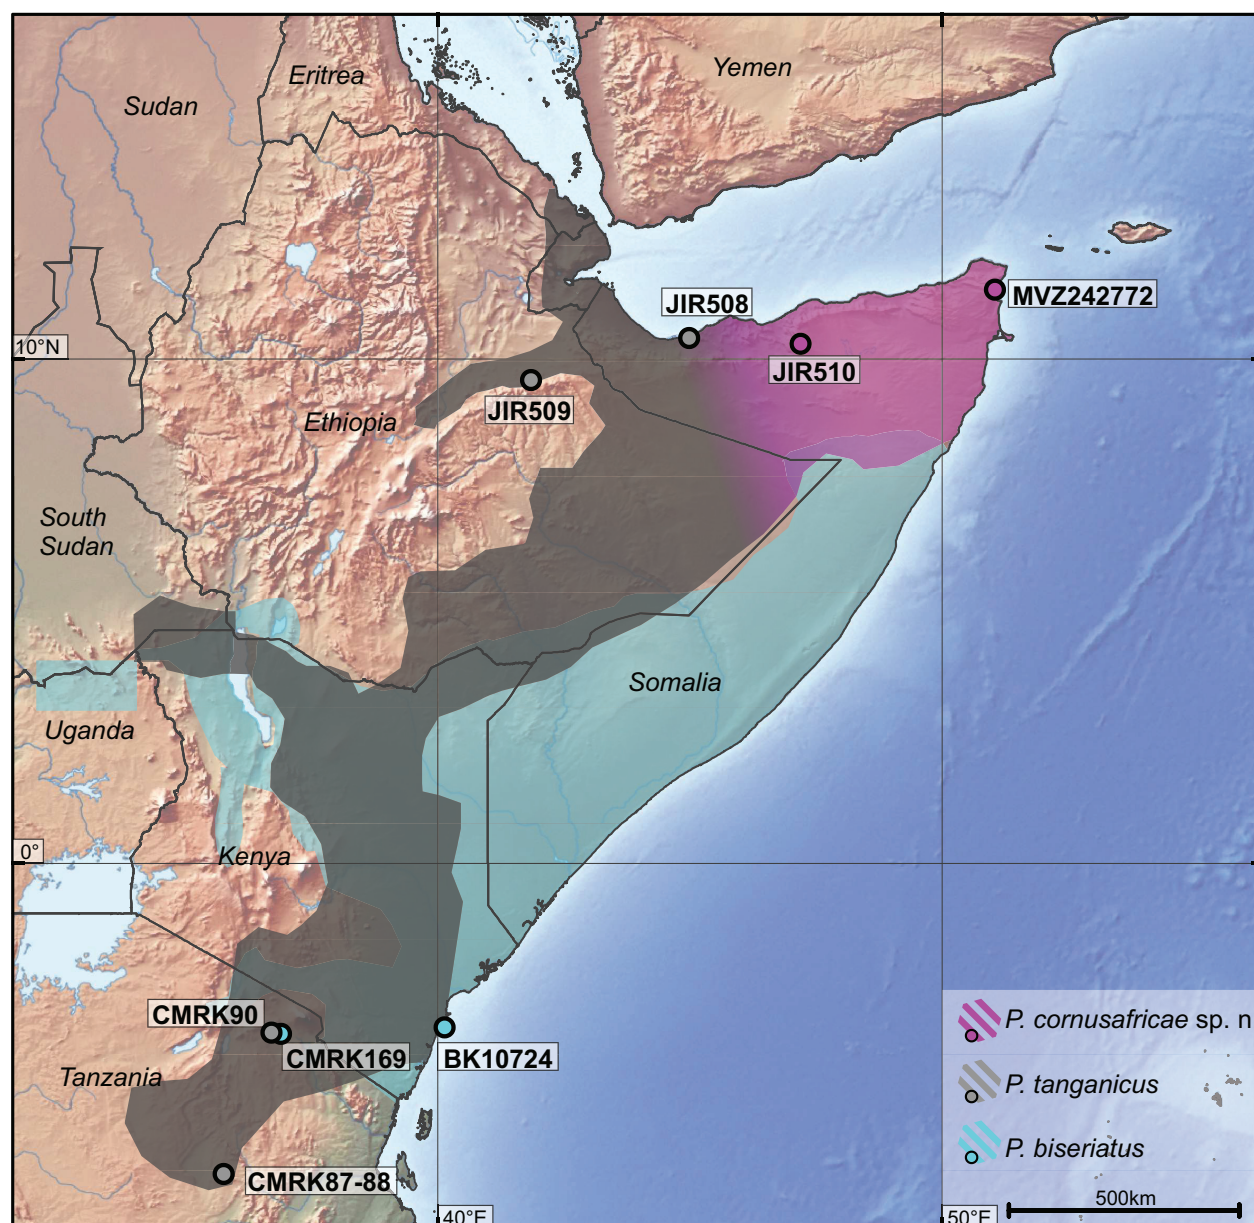 Eritrea
Yemen
Sudan
MVZ242772
JIR508
10°N
JIR510
JIR509
Ethiopia
South
Sudan
Somalia
Uganda
0°
Kenya
CMRK90
CMRK169
BK10724
Tanzania
CMRK87-88
P. cornusafricae sp. n
P. tanganicus
P. biseriatus
500km
40°E
50°E